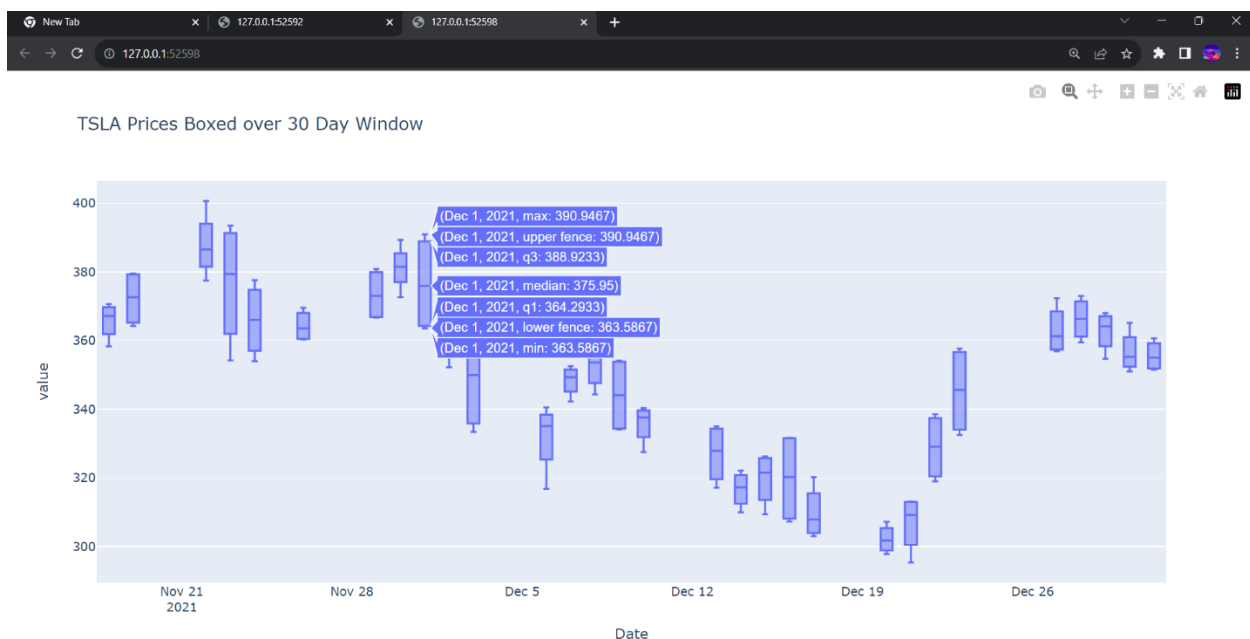 New Tab
127.0.0.1:52592
127.0.0.1:52598
127.0.0.1:52598
TSLA Prices Boxed over 30 Day Window
400
380
360
340
320
300
value
(Dec 1, 2021, max: 390.9467)
(Dec 1, 2021, upper fence: 390.9467)
(Dec 1, 2021, q3: 388.9233)
(Dec 1, 2021, median: 375.95)
(Dec 1, 2021, q1: 364.2933)
(Dec 1, 2021, lower fence: 363.5867)
(Dec 1, 2021, min: 363.5867)
Nov 21
2021
Nov 28
Dec 5
Dec 12
Dec 19
Dec 26
Date